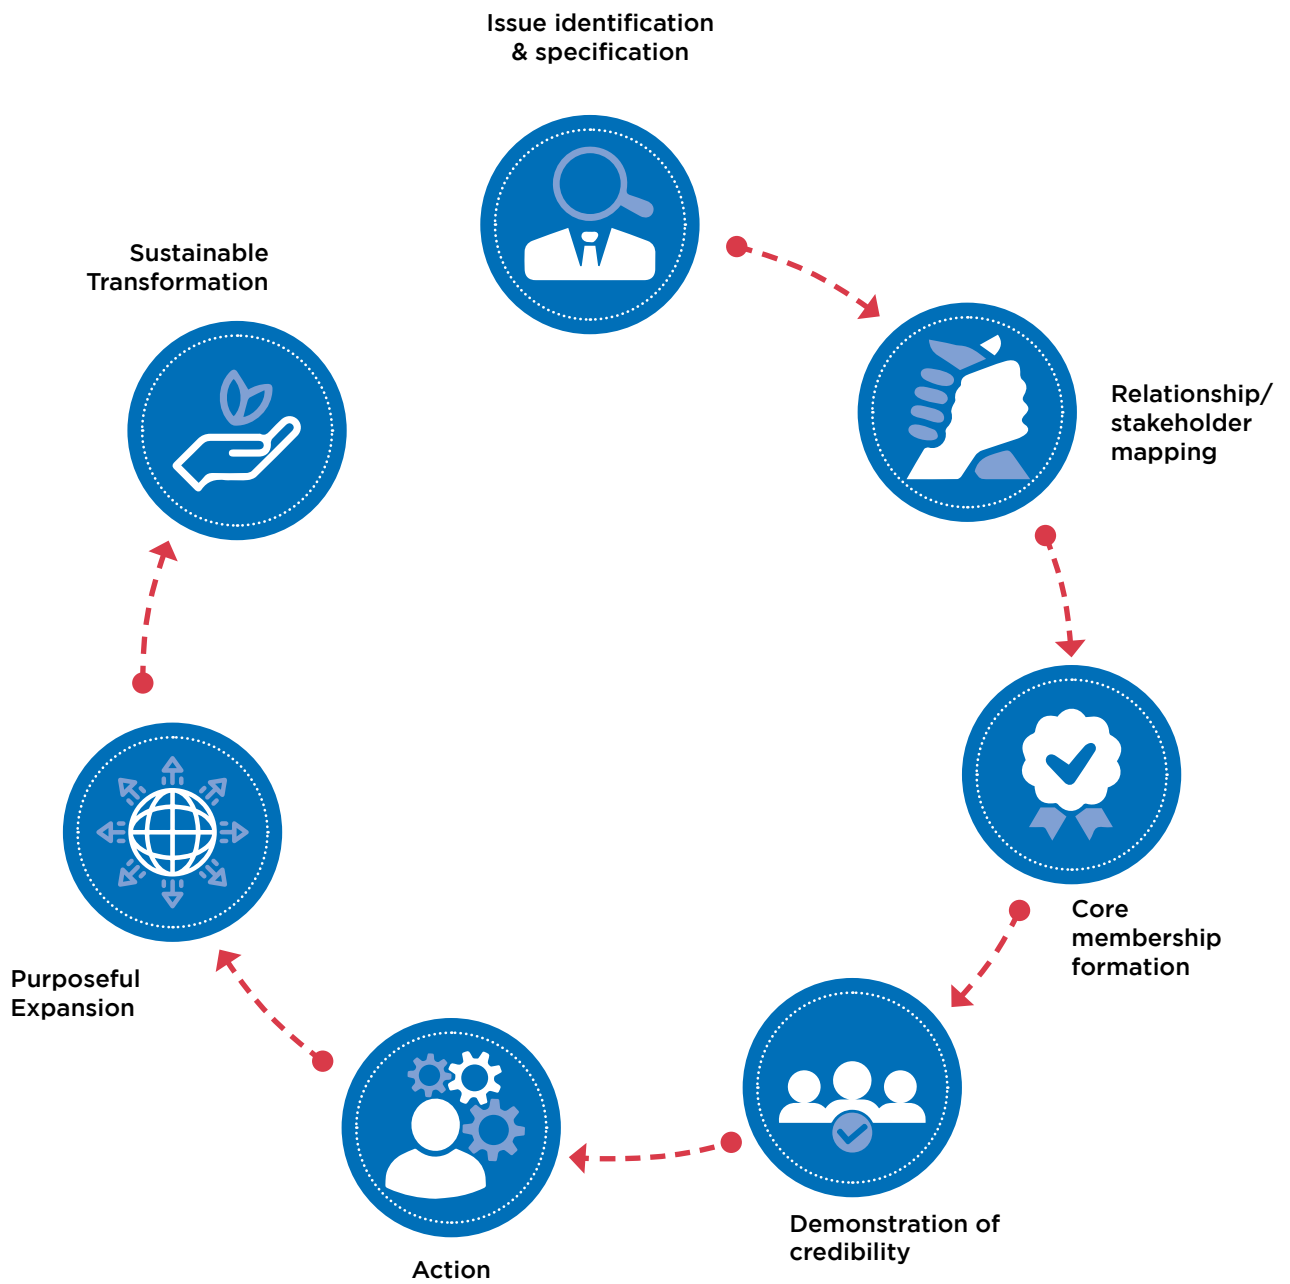 Issue identification
& specification
Relationship/
stakeholder
mapping
Core
membership
formation
Demonstration of
credibility
Action
Purposeful
Expansion
Sustainable
Transformation